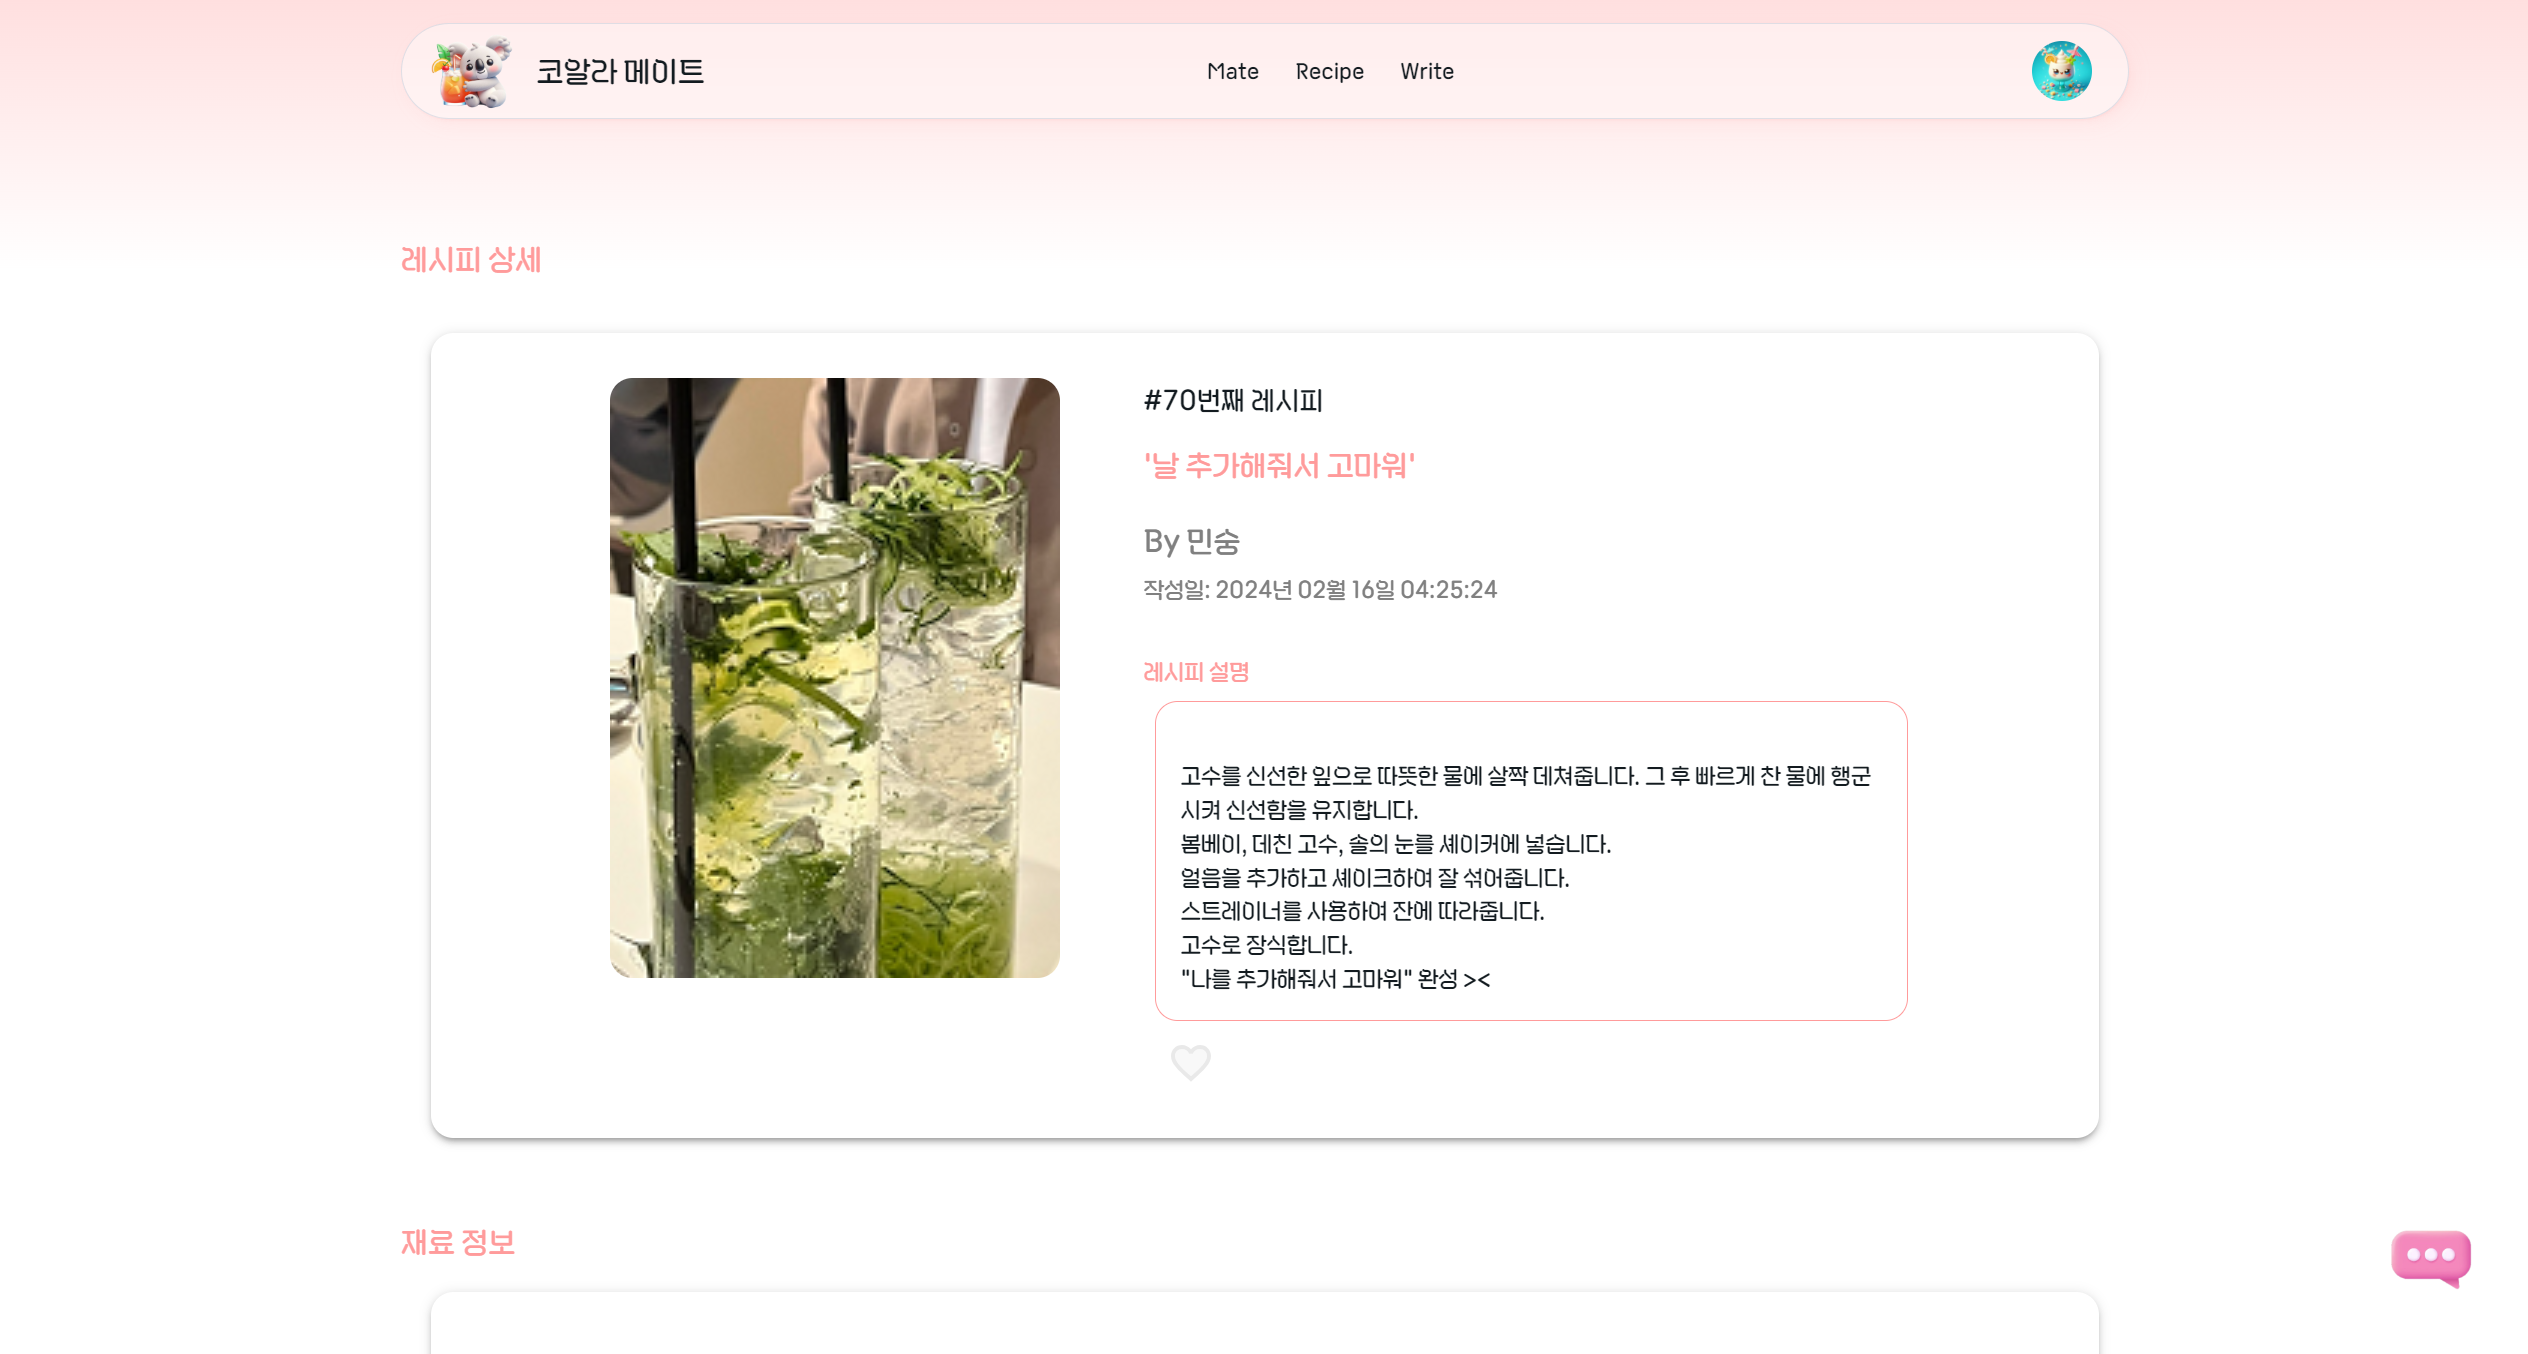 코알라 메이트
Mate
Recipe
Write
레시피 상세
#70번째 레시피
'날 추가해줘서 고마워'
By 민숭
작성일: 2024년 02월 16일 04:25:24
레시피 설명
고수를 신선한 잎으로 따뜻한 물에 살짝 데쳐줍니다. 그 후 빠르게 찬 물에 행군
시켜 신선함을 유지합니다.
봄베이, 데친 고수, 솔의 눈를 셰이커에 넣습니다.
얼음을 추가하고 셰이크하여 잘 섞어줍니다.
스트레이너를 사용하여 잔에 따라줍니다.
고수로 장식합니다.
"나를 추가해줘서 고마워" 완성 ><
재료 정보